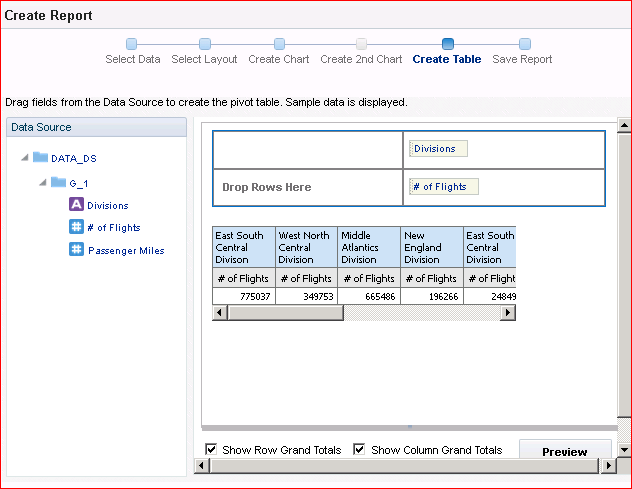 Create Report
Select Data Select Layout Create Chart Create 2nd Chart Create Table Save Report
Drag fields from the Data Source to create the pivot table. Sample data is displayed.
Data Source
DATA_DS
G_1
A Divisions
# # of Flights
# Passenger Miles
Divisions
Drop Rows Here # of Flights
East South Central Divison West North Central Division Middle Atlantics Division New England Division East South Central Division
# of Flights # of Flights # of Flights # of Flights # of Flights
775037 349753 665486 196266 24849
Show Row Grand Totals Show Column Grand Totals Preview